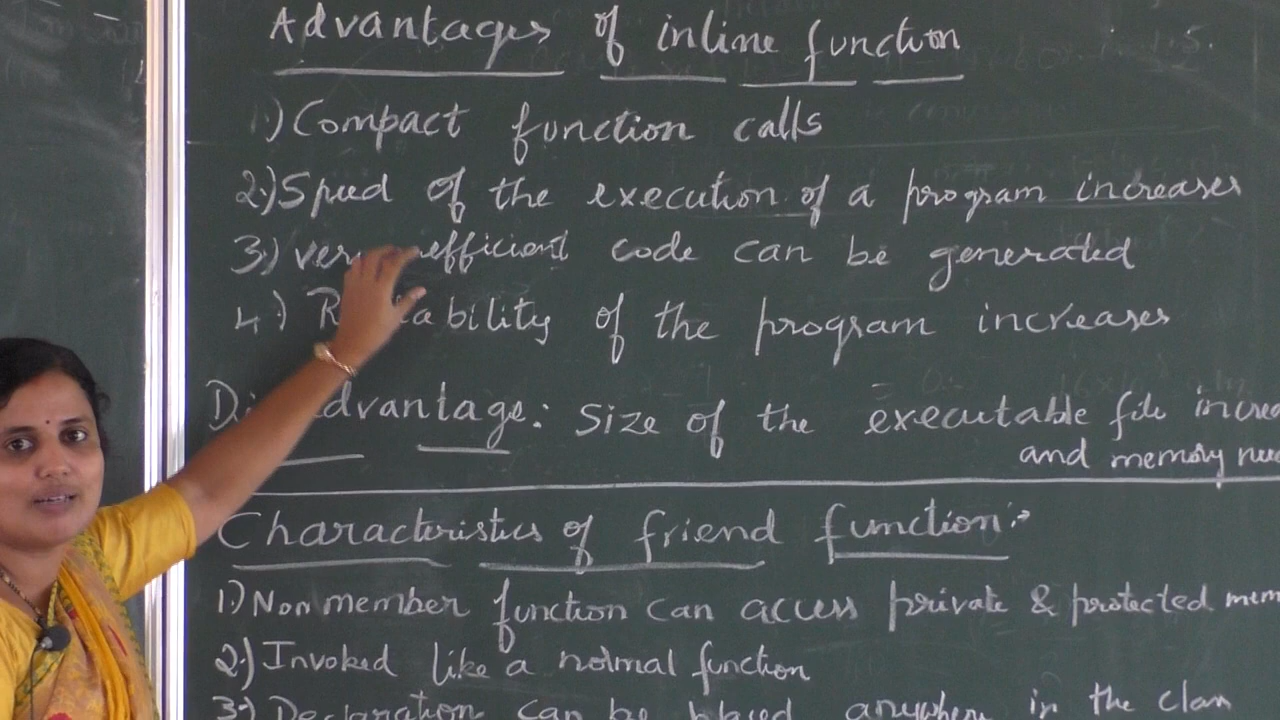 Advantages of inline function
1.) Compact function calls
2.) Speed of the execution of a program increases
3.) very efficient code can be generated
4.) Readability of the program increases
Disadvantage: Size of the executable file increa
and memory nee
Characteristics of friend function:-
1.) Non member function can access private & protected mem
2.) Invoked like a normal function
3.) Declaration can be placed anywhere in the class